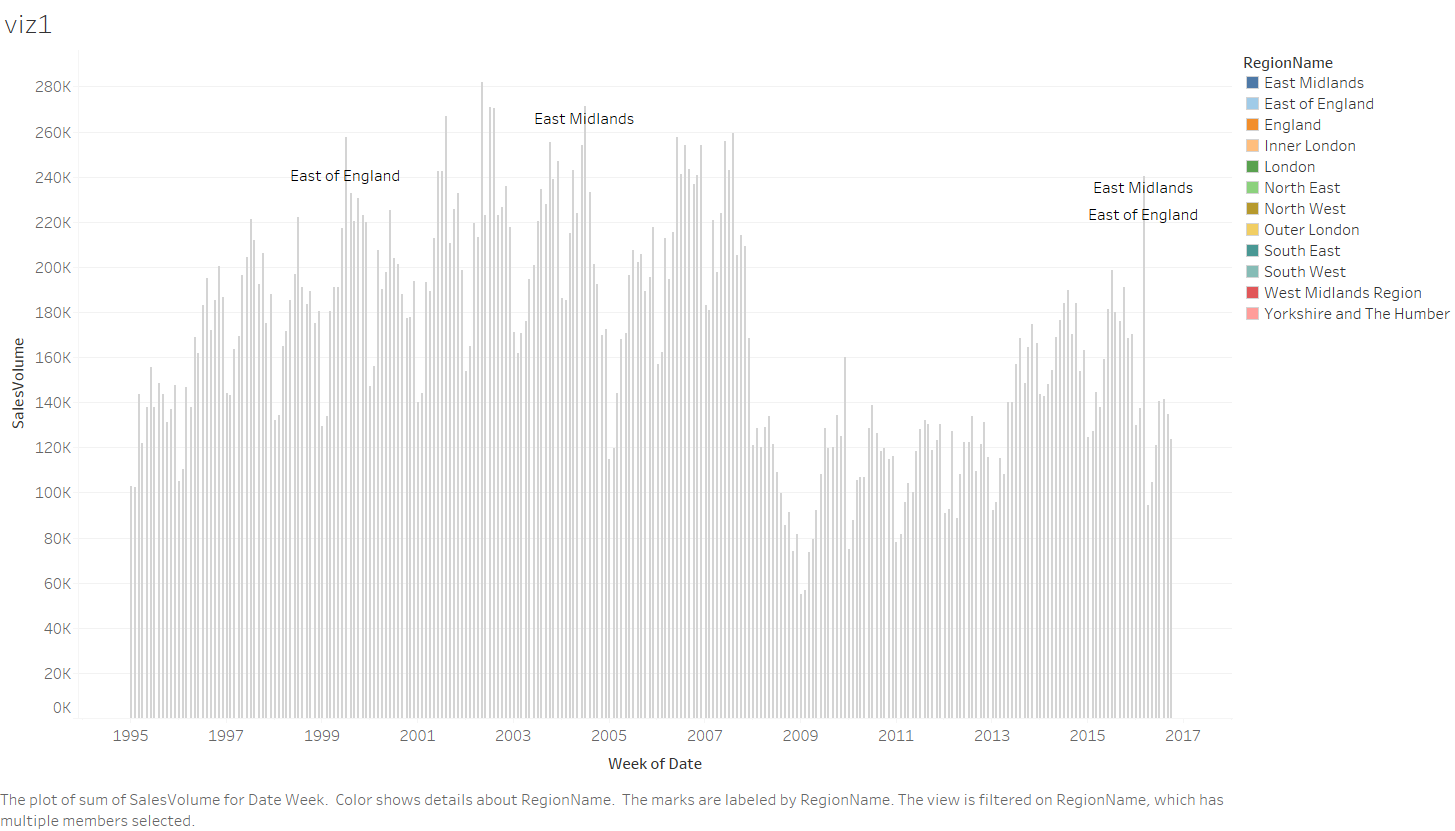 viz1
RegionName
East Midlands
East of England
England
Inner London
London
North East
North West
Outer London
South East
South West
West Midlands Region
Yorkshire and The Humber
280K
260K
240K
220K
200K
180K
160K
140K
120K
100K
80K
60K
40K
20K
0K
SalesVolume
East of England
East Midlands
East Midlands
East of England
1995 1997 1999 2001 2003 2005 2007 2009 2011 2013 2015 2017
Week of Date
The plot of sum of SalesVolume for Date Week.  Color shows details about RegionName.  The marks are labeled by RegionName. The view is filtered on RegionName, which has
multiple members selected.